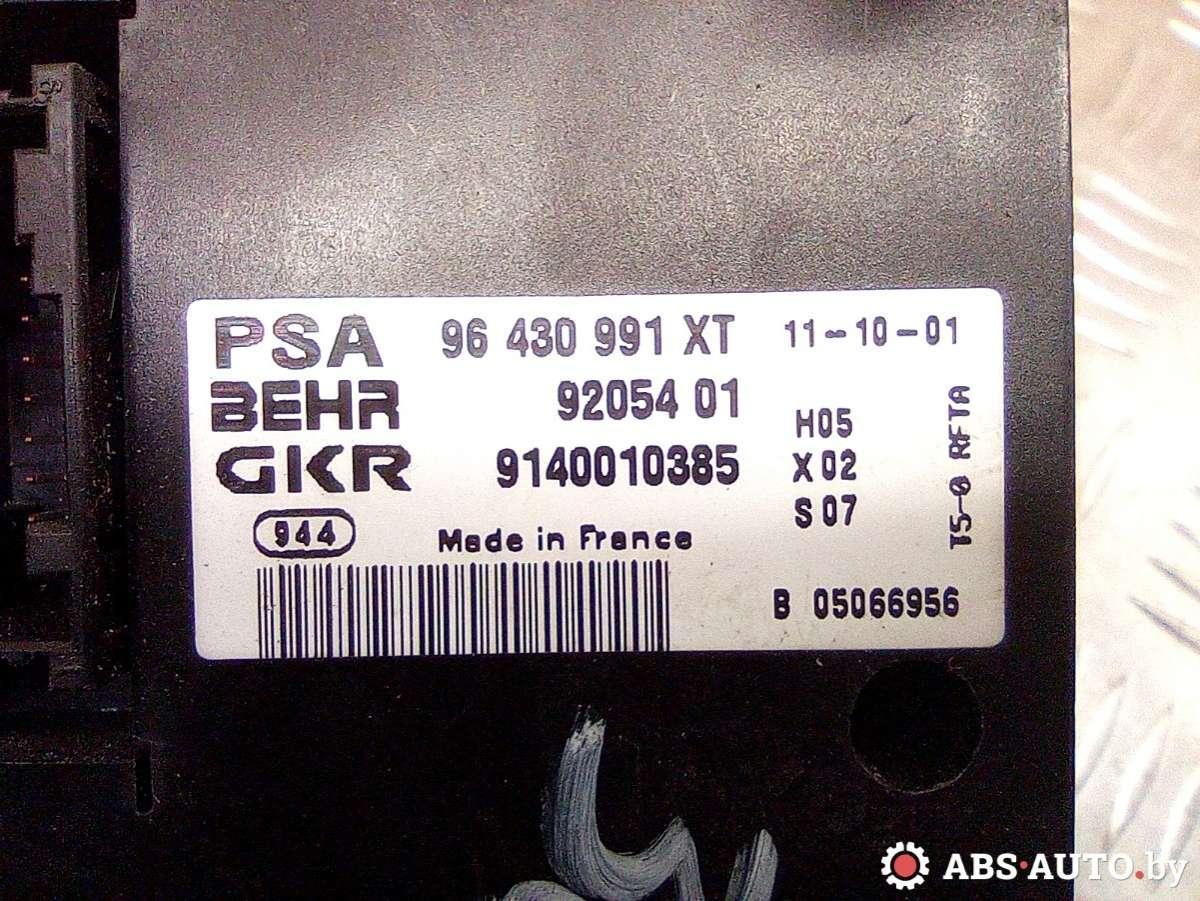 PSA 96 430 991 XT 11-10-01
BEHR 92054 01 H05
GKR 9140010385 X02
944 Made in France S07
T5-0 RFTA
B 05066956
ABS·AUTO.by